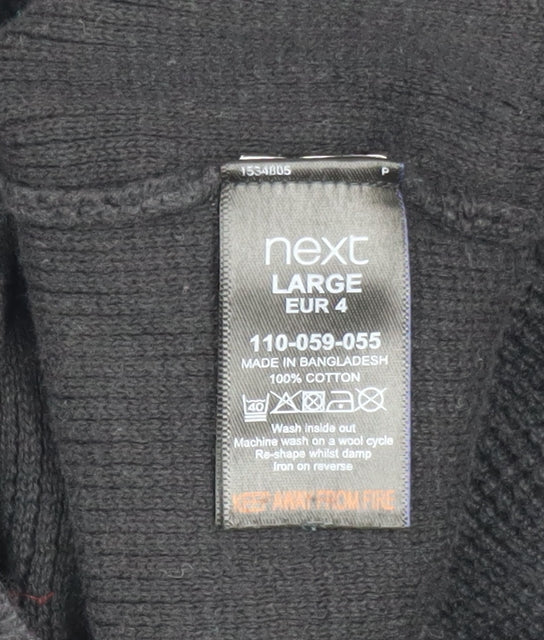 1534805 P
next
LARGE
EUR 4
110-059-055
MADE IN BANGLADESH
100% COTTON
40
Wash inside out
Machine wash on a wool cycle
Re-shape whilst damp
Iron on reverse
KEEP AWAY FROM FIRE